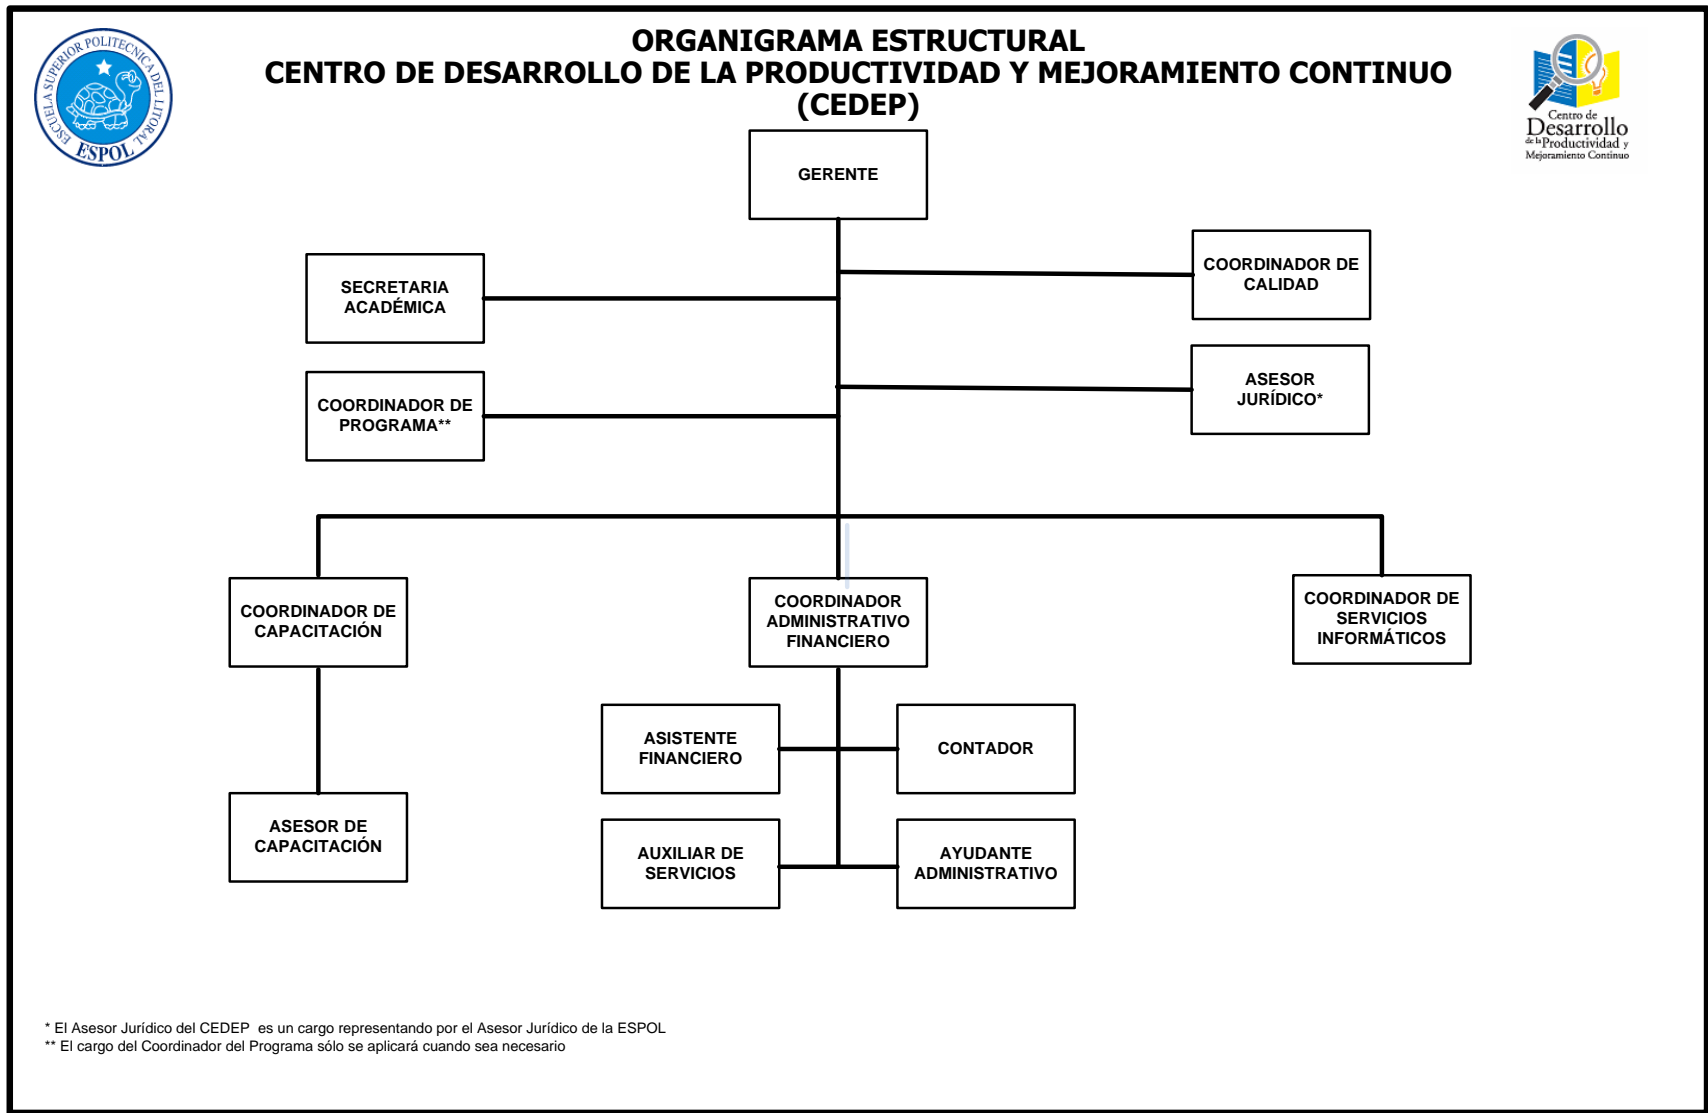 ORGANIGRAMA ESTRUCTURAL
CENTRO DE DESARROLLO DE LA PRODUCTIVIDAD Y MEJORAMIENTO CONTINUO
(CEDEP)
ESCUELA SUPERIOR POLITECNICA DEL LITORAL
ESPOL
Centro de
Desarrollo
de la Productividad y
Mejoramiento Continuo
GERENTE
SECRETARIA
ACADÉMICA
COORDINADOR DE
CALIDAD
COORDINADOR DE
PROGRAMA**
ASESOR
JURÍDICO*
COORDINADOR DE
CAPACITACIÓN
COORDINADOR
ADMINISTRATIVO
FINANCIERO
COORDINADOR DE
SERVICIOS
INFORMÁTICOS
ASISTENTE
FINANCIERO
CONTADOR
ASESOR DE
CAPACITACIÓN
AUXILIAR DE
SERVICIOS
AYUDANTE
ADMINISTRATIVO
* El Asesor Jurídico del CEDEP  es un cargo representando por el Asesor Jurídico de la ESPOL
** El cargo del Coordinador del Programa sólo se aplicará cuando sea necesario